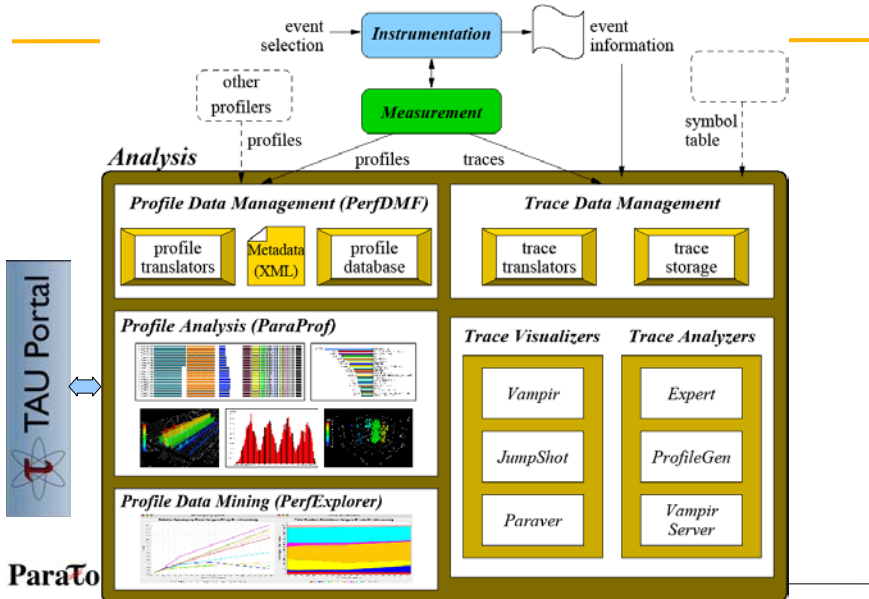 event
selection
Instrumentation
event
information
other
profilers
Measurement
symbol
table
profiles
profiles
traces
Analysis
Profile Data Management (PerfDMF)
profile
translators
Metadata
(XML)
profile
database
Trace Data Management
trace
translators
trace
storage
TAU Portal
Profile Analysis (ParaProf)
Trace Visualizers
Vampir
JumpShot
Paraver
Trace Analyzers
Expert
ProfileGen
Vampir
Server
Profile Data Mining (PerfExplorer)
Paraτo